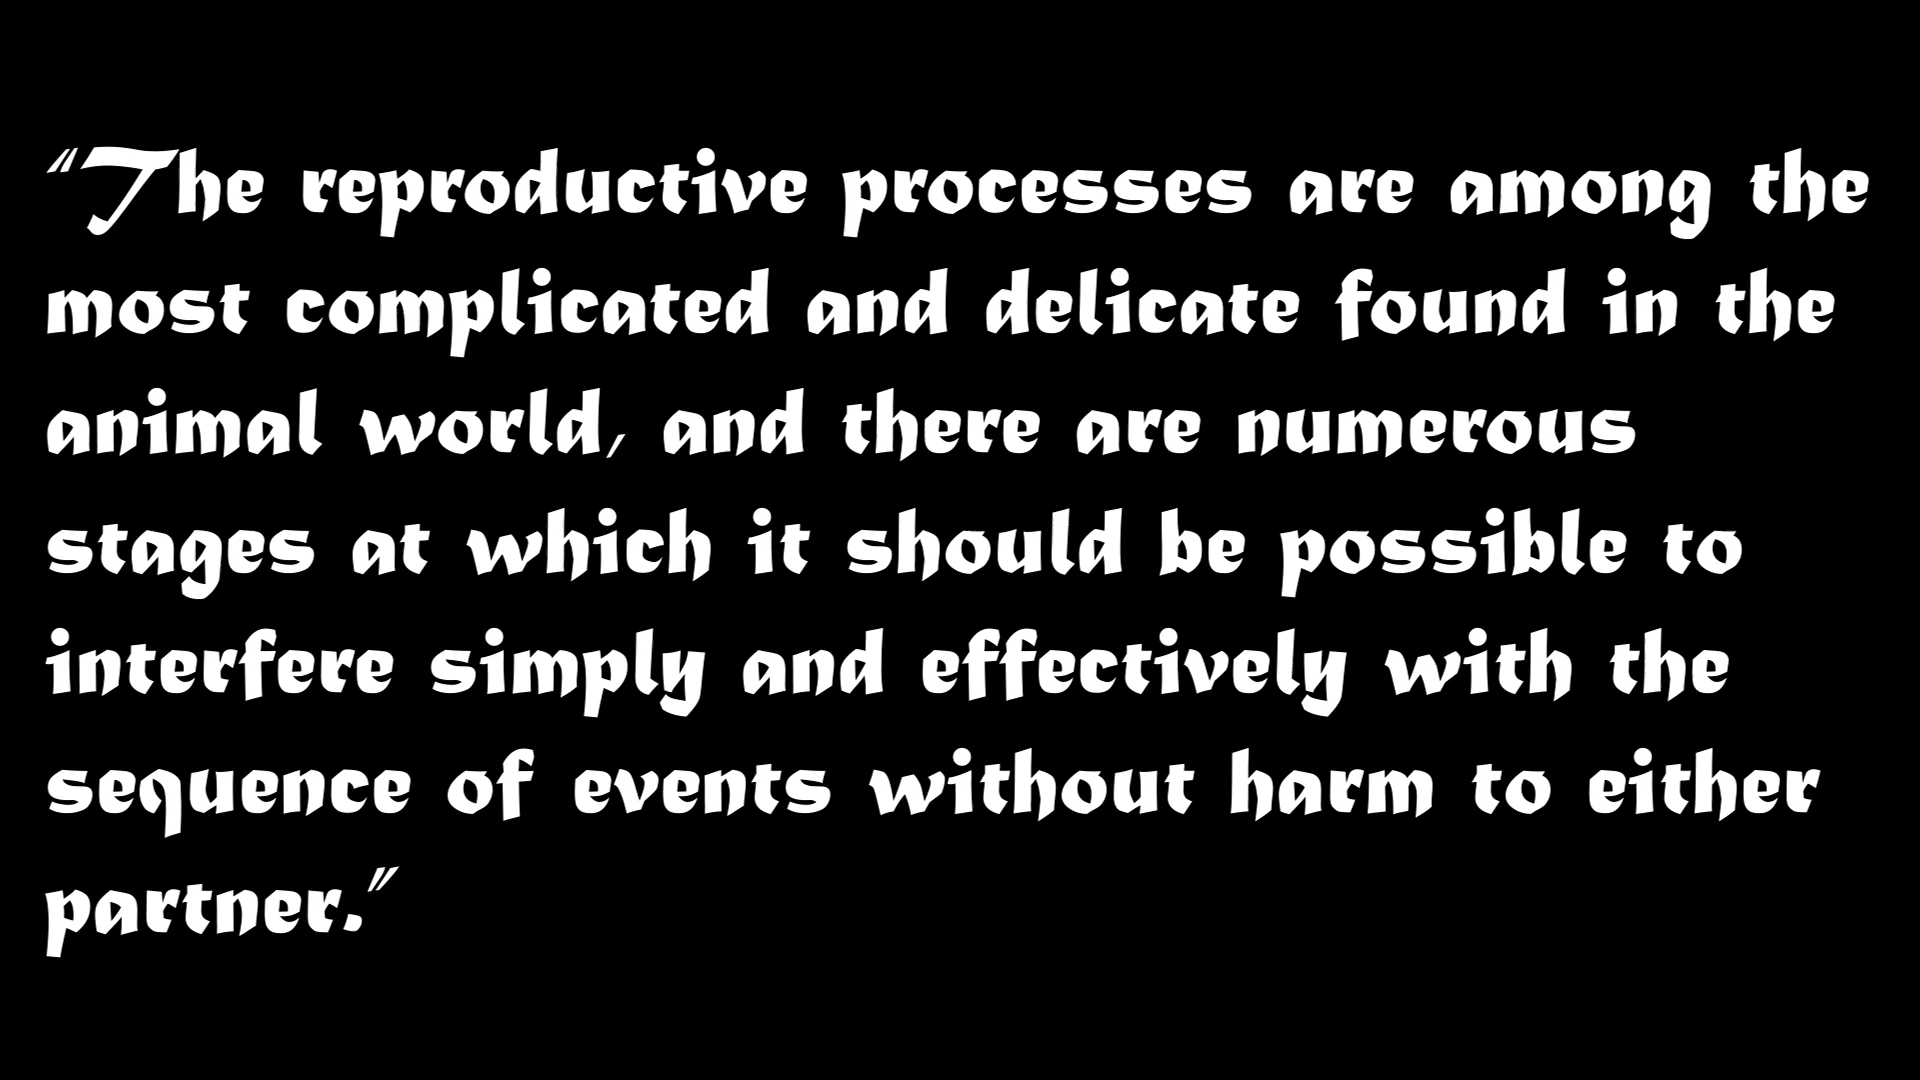 “The reproductive processes are among the
most complicated and delicate found in the
animal world, and there are numerous
stages at which it should be possible to
interfere simply and effectively with the
sequence of events without harm to either
partner.”